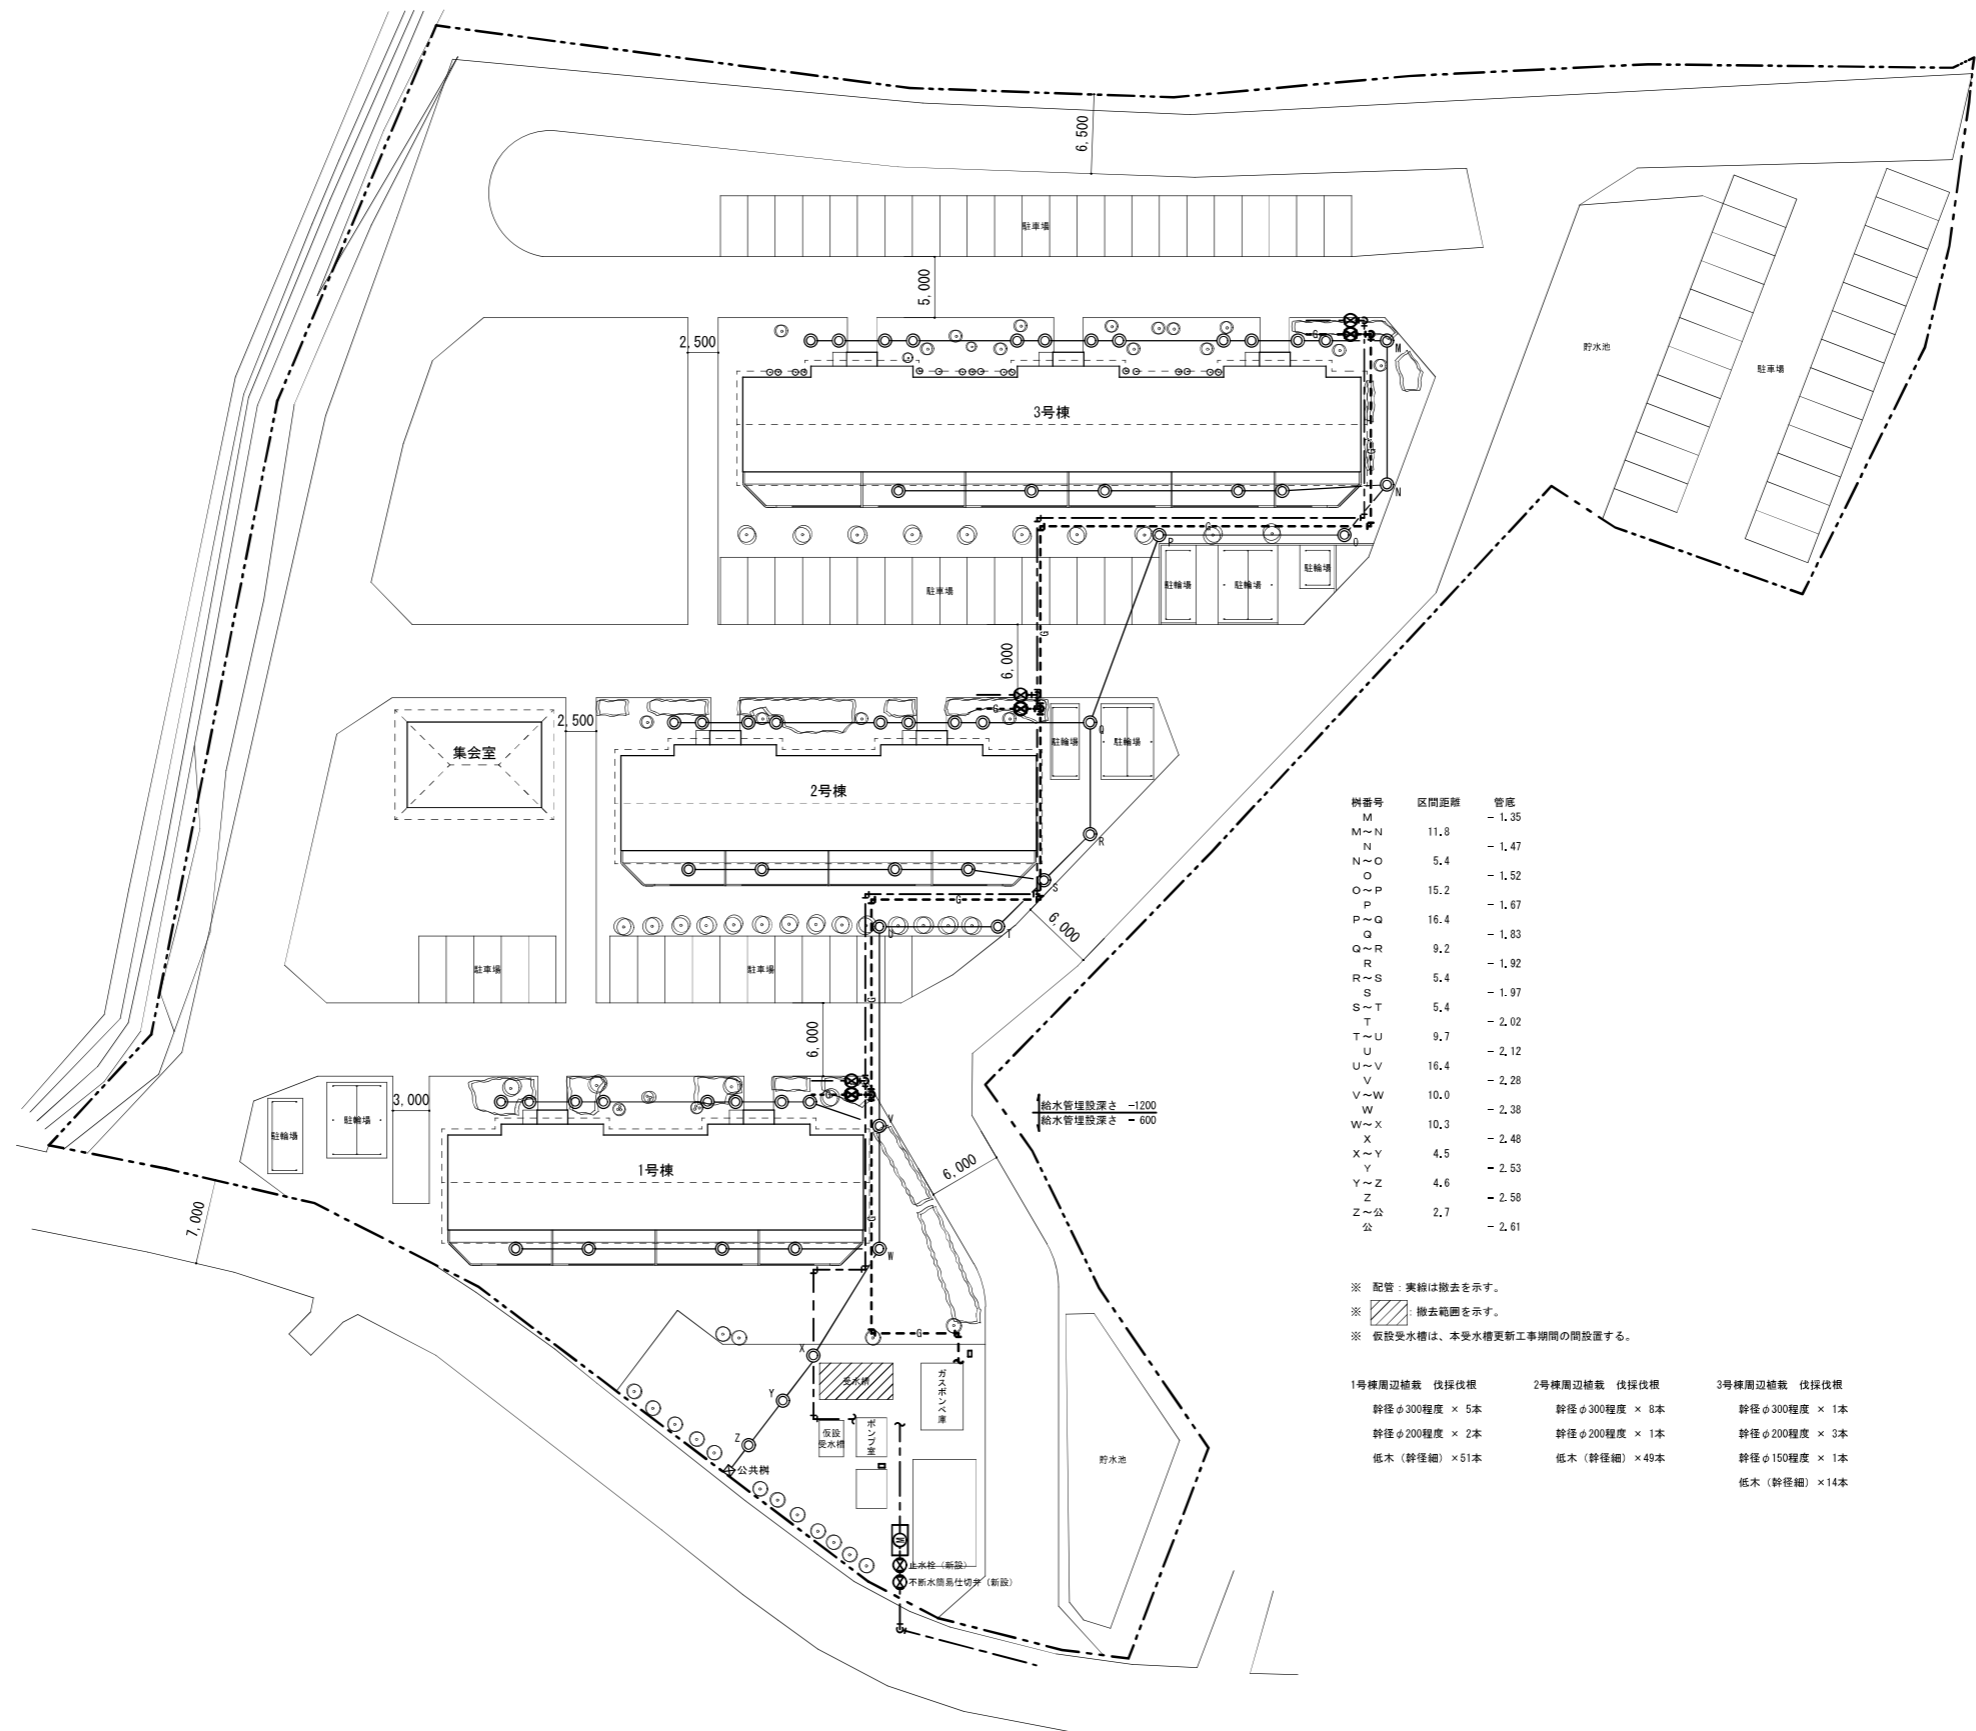 6,500
駐車場
5,000
2,500
G
M
3号棟
G
N
貯水池
駐車場
G
P
O
駐輪場
駐輪場
駐輪場
駐車場
G
6,000
G
2,500
Q
集会室
駐輪場
駐輪場
2号棟
R
S
G
U
T
6,000
駐車場
駐車場
G
6,000
3,000
G
V
駐輪場
駐輪場
給水管埋設深さ -1200
給水管埋設深さ - 600
1号棟
6,000
7,000
G
W
G
X
受水槽
ガスボンベ庫
Y
仮設
受水槽
ポンプ室
Z
公共桝
貯水池
M
止水栓(新設)
不断水簡易仕切弁(新設)
桝番号 区間距離 管底
M - 1.35
M~N 11.8
N - 1.47
N~O 5.4
O - 1.52
O~P 15.2
P - 1.67
P~Q 16.4
Q - 1.83
Q~R 9.2
R - 1.92
R~S 5.4
S - 1.97
S~T 5.4
T - 2.02
T~U 9.7
U - 2.12
U~V 16.4
V - 2.28
V~W 10.0
W - 2.38
W~X 10.3
X - 2.48
X~Y 4.5
Y - 2.53
Y~Z 4.6
Z - 2.58
Z~公 2.7
公 - 2.61
※ 配管:実線は撤去を示す。
※ :撤去範囲を示す。
※ 仮設受水槽は、本受水槽更新工事期間の間設置する。
1号棟周辺植栽 伐採伐根
幹径φ300程度 × 5本
幹径φ200程度 × 2本
低木(幹径細)×51本
2号棟周辺植栽 伐採伐根
幹径φ300程度 × 8本
幹径φ200程度 × 1本
低木(幹径細)×49本
3号棟周辺植栽 伐採伐根
幹径φ300程度 × 1本
幹径φ200程度 × 3本
幹径φ150程度 × 1本
低木(幹径細)×14本